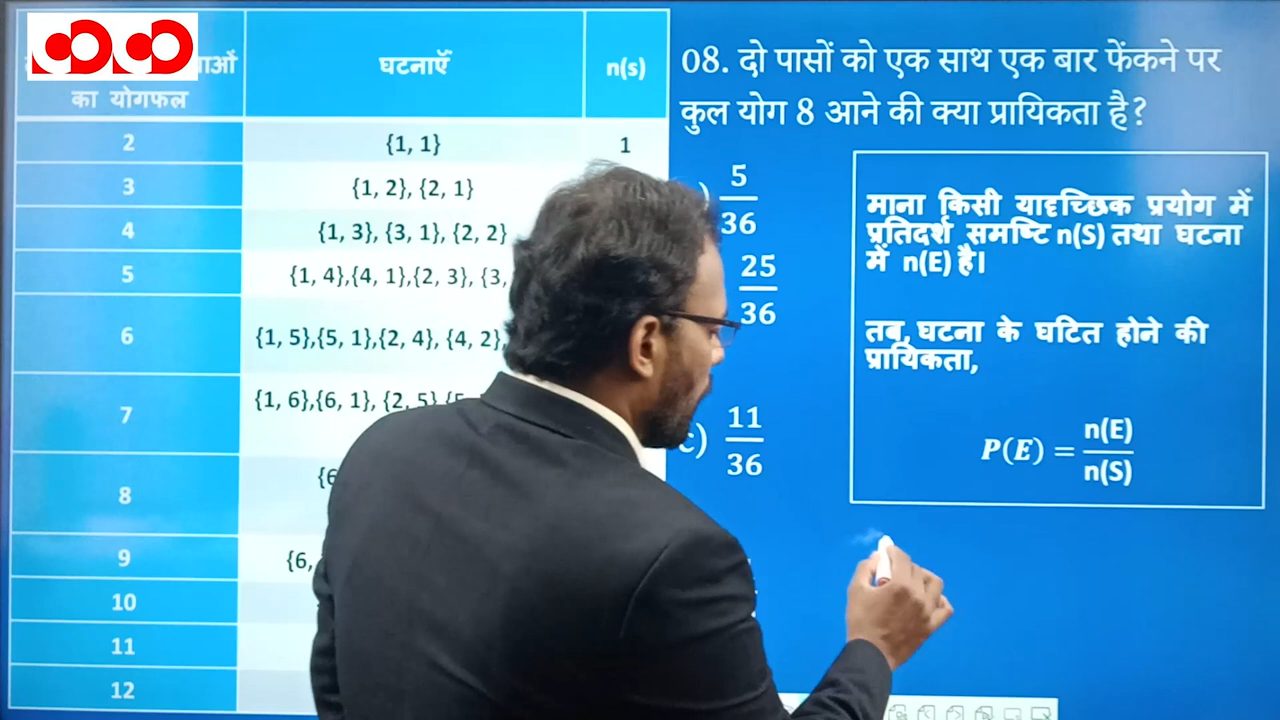 का योगफल
घटनाएँ
n(s)
2
{1, 1}
1
3
{1, 2}, {2, 1}
4
{1, 3}, {3, 1}, {2, 2}
5
{1, 4},{4, 1},{2, 3}, {3,
6
{1, 5},{5, 1},{2, 4}, {4, 2},
7
{1, 6},{6, 1}, {2, 5}
8
{6
9
{6,
10
11
12
08. दो पासों को एक साथ एक बार फेंकने पर
कुल योग 8 आने की क्या प्रायिकता है?
5
36
25
36
c) 11
36
माना किसी यादृच्छिक प्रयोग में
प्रतिदर्श समष्टि n(S) तथा घटना
में n(E) है।
तब, घटना के घटित होने की
प्रायिकता,
P(E) = n(E)
n(S)